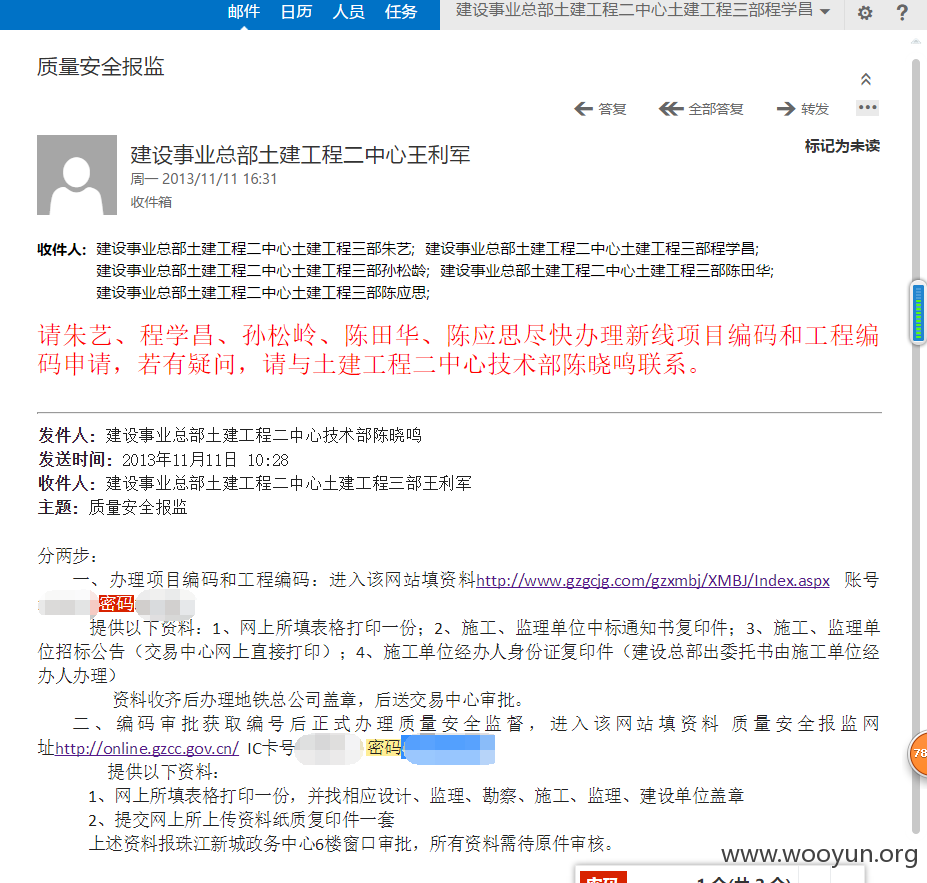 邮件 日历 人员 任务 建设事业总部土建工程二中心土建工程三部程学昌 ?
质量安全报监
答复 全部答复 转发 •••
建设事业总部土建工程二中心王利军 标记为未读
周一 2013/11/11 16:31
收件箱
收件人: 建设事业总部土建工程二中心土建工程三部朱艺; 建设事业总部土建工程二中心土建工程三部程学昌;
建设事业总部土建工程二中心土建工程三部孙松龄; 建设事业总部土建工程二中心土建工程三部陈田华;
建设事业总部土建工程二中心土建工程三部陈应思;
请朱艺、程学昌、孙松岭、陈田华、陈应思尽快办理新线项目编码和工程编
码申请，若有疑问，请与土建工程二中心技术部陈晓鸣联系。
发件人: 建设事业总部土建工程二中心技术部陈晓鸣
发送时间: 2013年11月11日 10:28
收件人: 建设事业总部土建工程二中心土建工程三部王利军
主题: 质量安全报监
分两步：
一、办理项目编码和工程编码：进入该网站填资料http://www.gzgcjg.com/gzxmbj/XMBJ/Index.aspx 账号
密码
提供以下资料：1、网上所填表格打印一份；2、施工、监理单位中标通知书复印件；3、施工、监理单
位招标公告（交易中心网上直接打印）；4、施工单位经办人身份证复印件（建设总部出委托书由施工单位经
办人办理）
资料收齐后办理地铁总公司盖章，后送交易中心审批。
二、编码审批获取编号后正式办理质量安全监督，进入该网站填资料 质量安全报监网
址http://online.gzcc.gov.cn/ IC卡号 密码
提供以下资料：
1、网上所填表格打印一份，并找相应设计、监理、勘察、施工、监理、建设单位盖章
2、提交网上所上传资料纸质复印件一套
上述资料报珠江新城政务中心6楼窗口审批，所有资料需待原件审核。
78
www.wooyun.org
密码